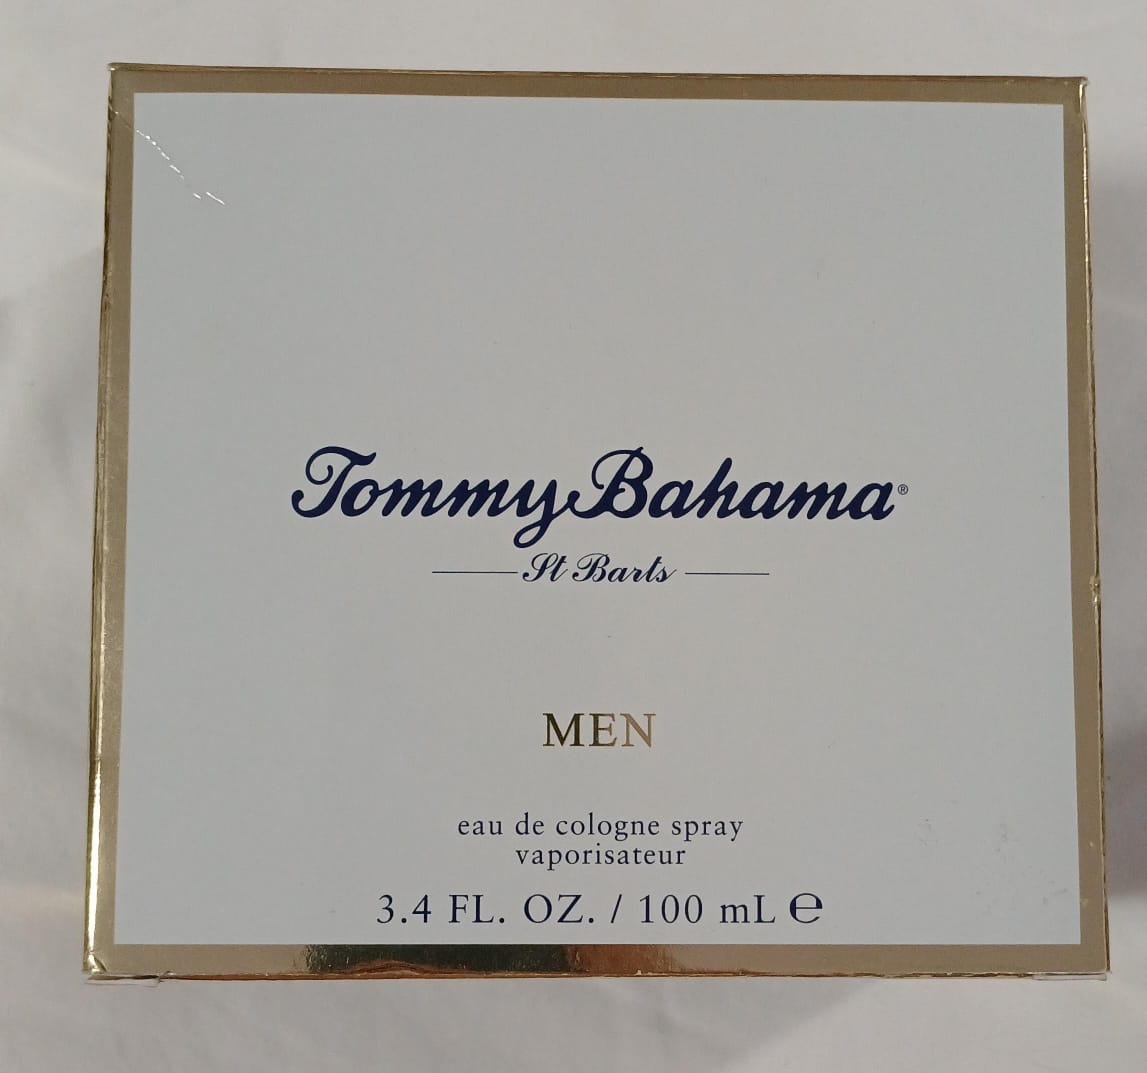 Tommy Bahama®
St Barts
MEN
eau de cologne spray
vaporisateur
3.4 FL. OZ. / 100 mL ℮